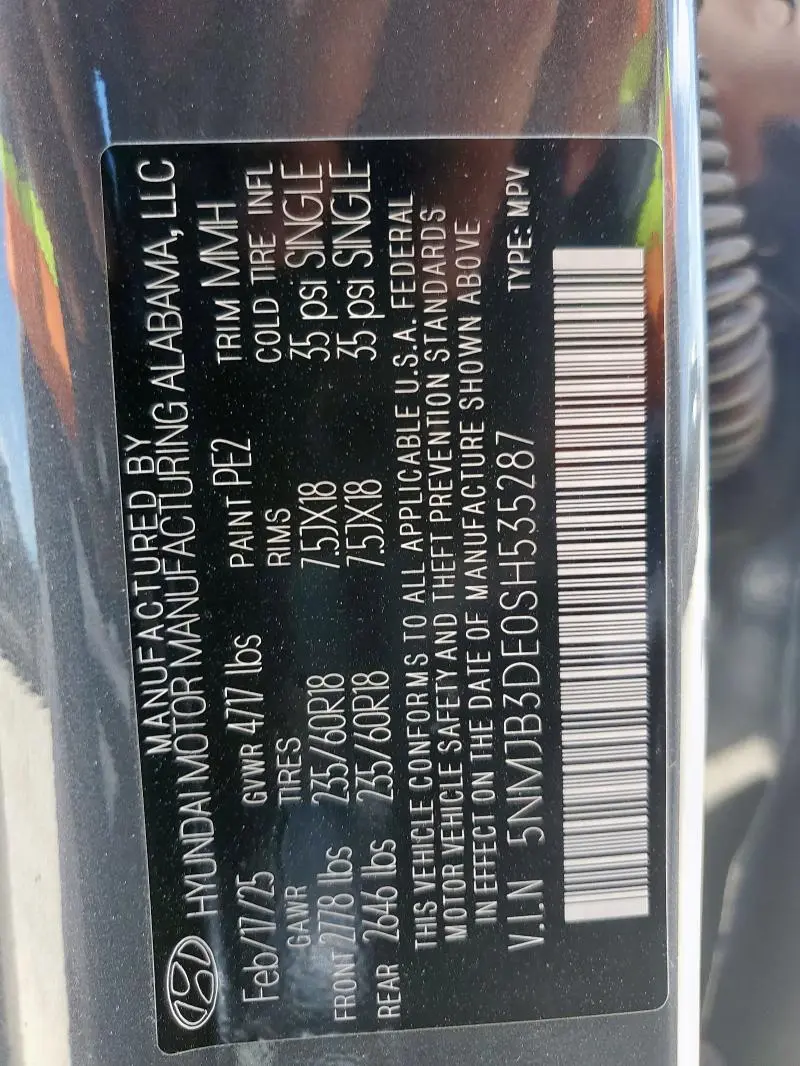 MANUFACTURED BY
HYUNDAI MOTOR MANUFACTURING ALABAMA, LLC
Feb/17/25 GVWR 4717 lbs PAINT PE2 TRIM MMH
GAWR TIRES RIMS COLD TIRE INFL
FRONT 2778 lbs 235/60R18 7.5JX18 35 psi SINGLE
REAR 2646 lbs 235/60R18 7.5JX18 35 psi SINGLE
THIS VEHICLE CONFORMS TO ALL APPLICABLE U.S.A. FEDERAL
MOTOR VEHICLE SAFETY AND THEFT PREVENTION STANDARDS
IN EFFECT ON THE DATE OF MANUFACTURE SHOWN ABOVE
V.I.N 5NMJB3DE0SH535287 TYPE: MPV